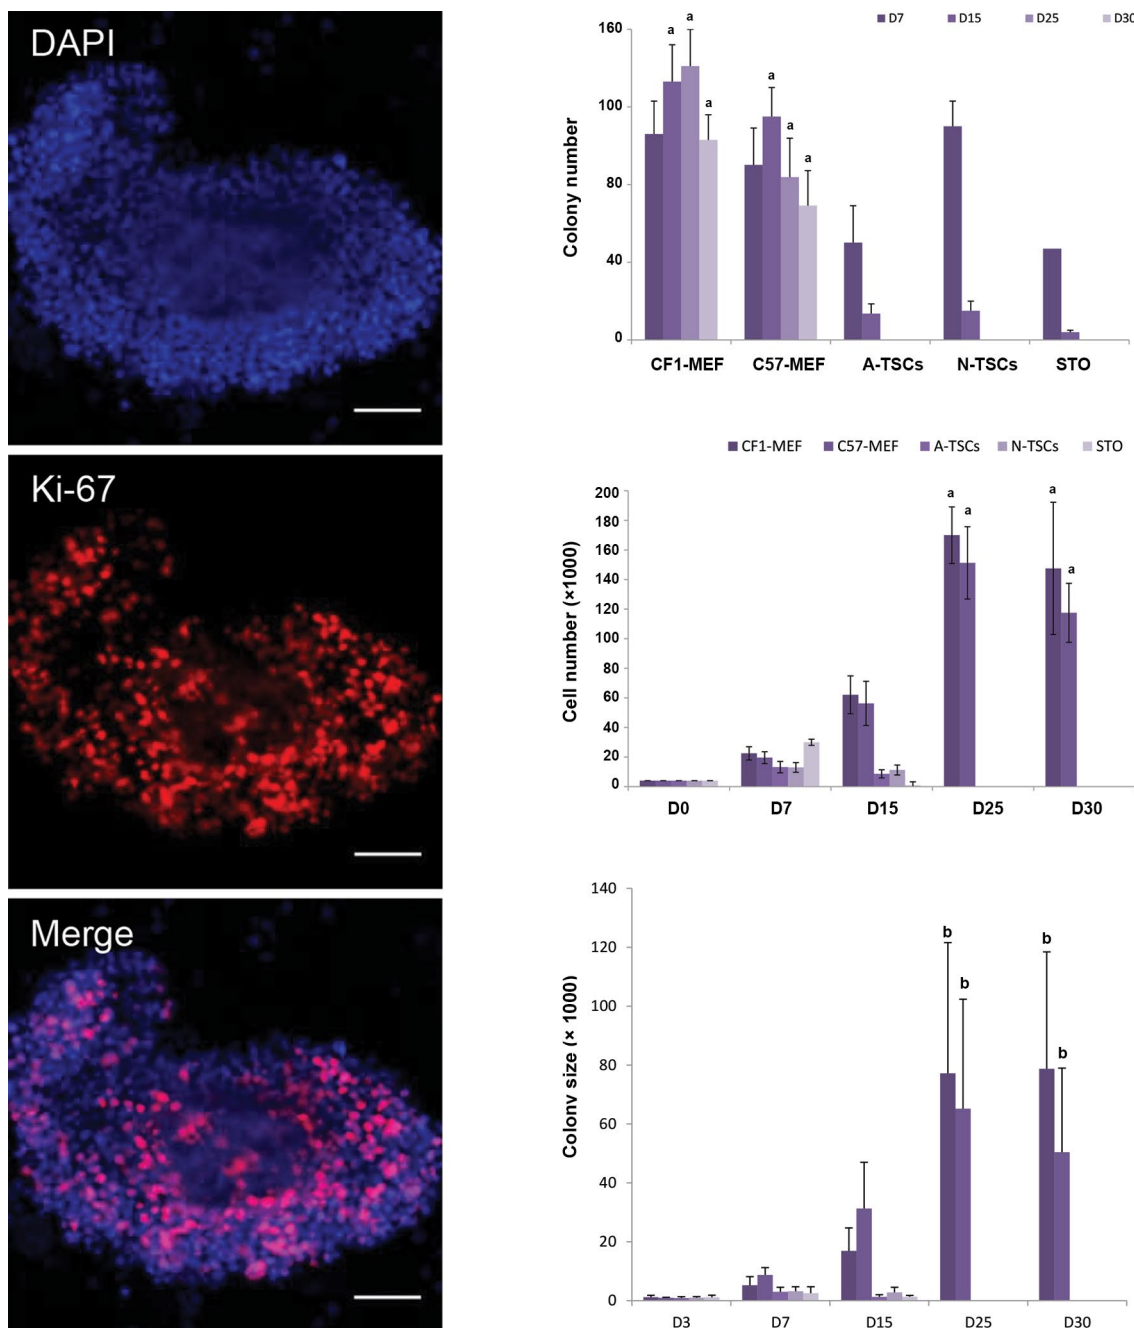 DAPI
Ki-67
Merge
D7 D15 D25 D30
Colony number
160
100
80
40
0
a a a a a a a
CF1-MEF C57-MEF A-TSCs N-TSCs STO
CF1-MEF C57-MEF A-TSCs N-TSCs STO
Cell number (×1000)
200
180
160
140
120
100
80
60
40
20
0
a a a a
D0 D7 D15 D25 D30
Colony size (× 1000)
140
120
100
80
60
40
20
0
b b b b
D3 D7 D15 D25 D30